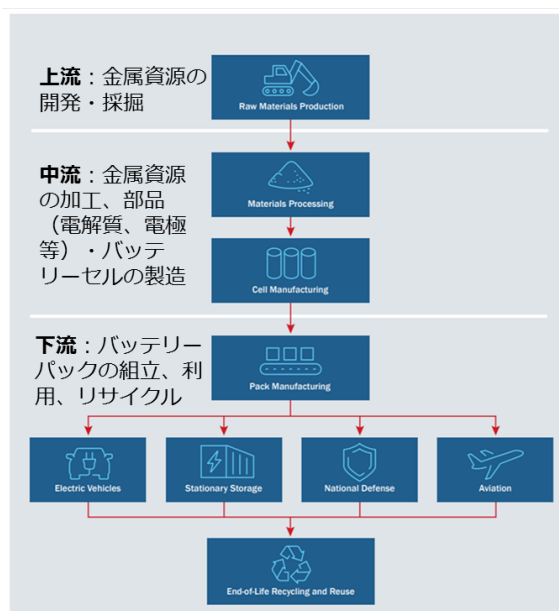 上流：金属資源の
開発・採掘
Raw Materials Production
中流：金属資源
の加工、部品
（電解質、電極
等）・バッテ
リーセルの製造
Materials Processing
Cell Manufacturing
下流：バッテリー
パックの組立、利
用、リサイクル
Pack Manufacturing
Electric Vehicles
Stationary Storage
National Defense
Aviation
End-of-Life Recycling and Reuse